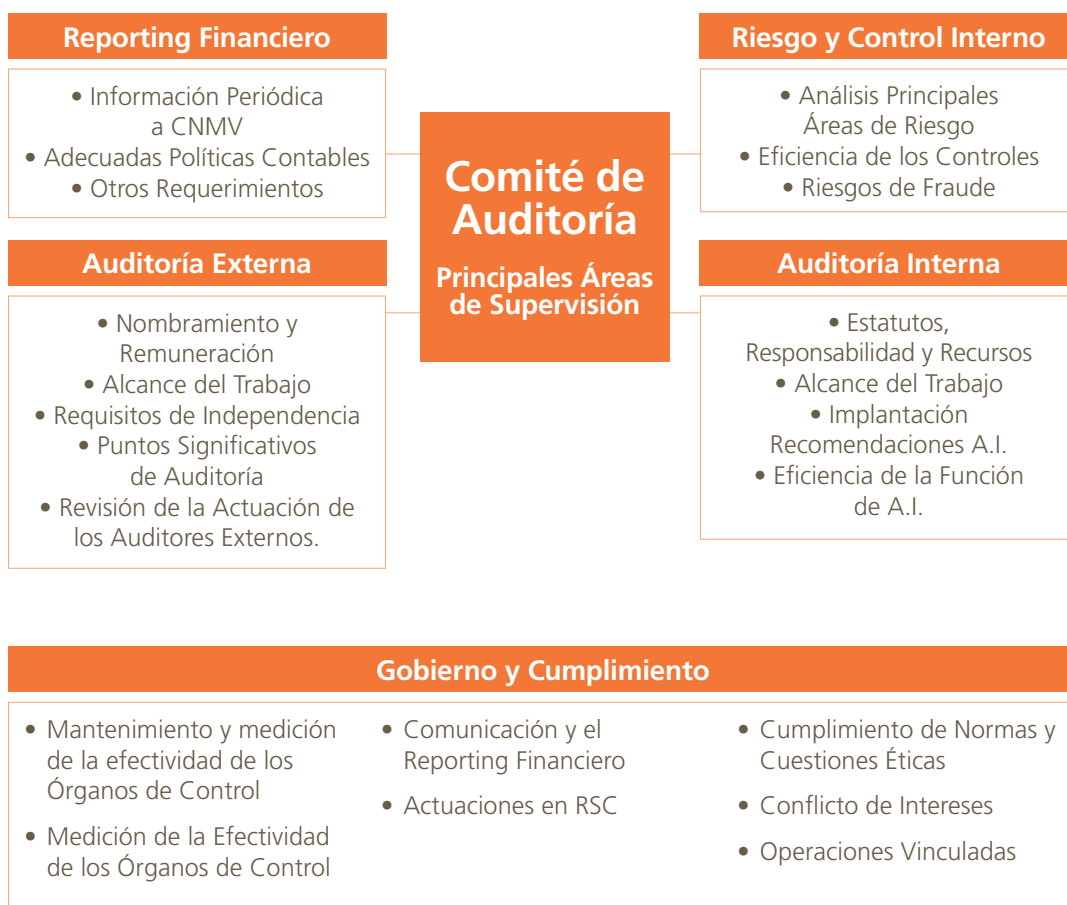 Reporting Financiero
• Información Periódica
a CNMV
• Adecuadas Políticas Contables
• Otros Requerimientos
Riesgo y Control Interno
• Análisis Principales
Áreas de Riesgo
• Eficiencia de los Controles
• Riesgos de Fraude
Comité de
Auditoría
Principales Áreas
de Supervisión
Auditoría Externa
• Nombramiento y
Remuneración
• Alcance del Trabajo
• Requisitos de Independencia
• Puntos Significativos
de Auditoría
• Revisión de la Actuación de
los Auditores Externos.
Auditoría Interna
• Estatutos,
Responsabilidad y Recursos
• Alcance del Trabajo
• Implantación
Recomendaciones A.I.
• Eficiencia de la Función
de A.I.
Gobierno y Cumplimiento
• Mantenimiento y medición
de la efectividad de los
Órganos de Control
• Medición de la Efectividad
de los Órganos de Control
• Comunicación y el
Reporting Financiero
• Actuaciones en RSC
• Cumplimiento de Normas y
Cuestiones Éticas
• Conflicto de Intereses
• Operaciones Vinculadas